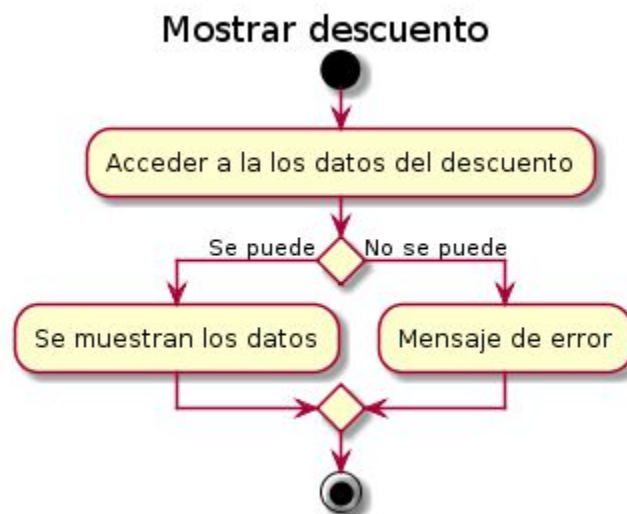 Mostrar descuento
Acceder a la los datos del descuento
Se puede
No se puede
Se muestran los datos
Mensaje de error